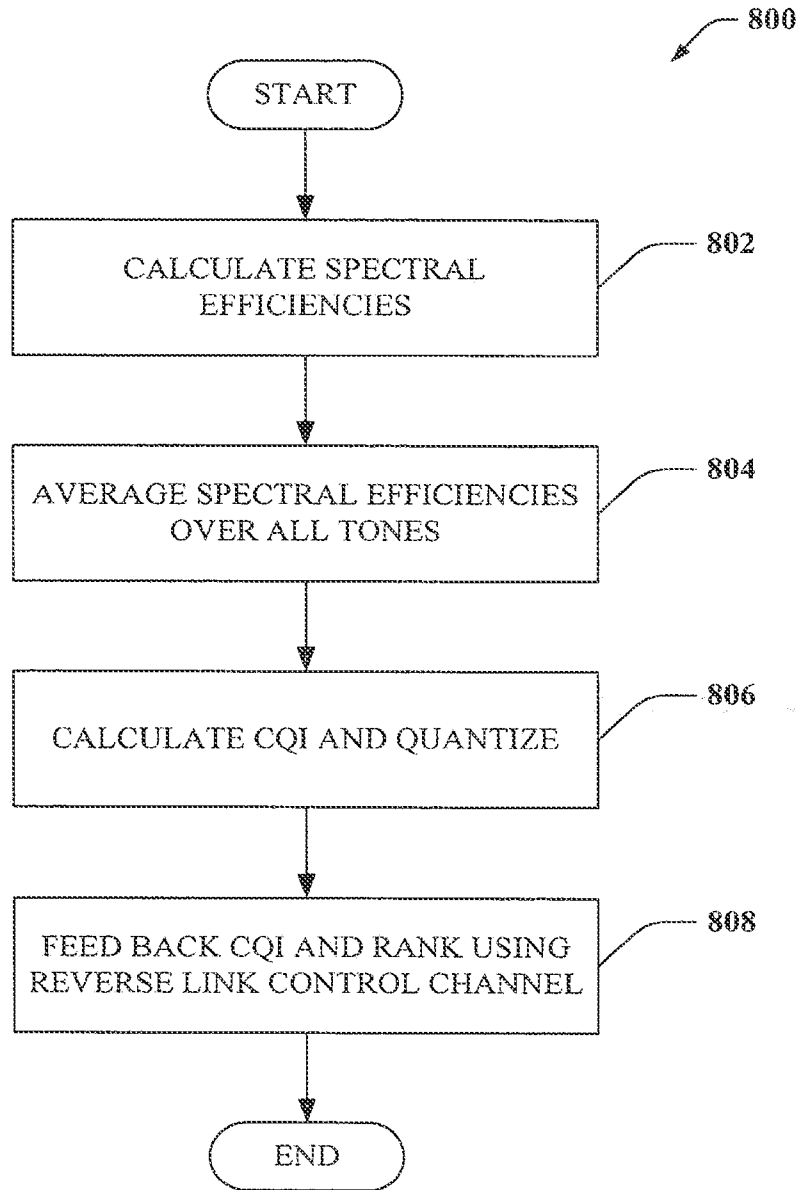 800
START
CALCULATE SPECTRAL
EFFICIENCIES
802
AVERAGE SPECTRAL EFFICIENCIES
OVER ALL TONES
804
CALCULATE CQI AND QUANTIZE
806
FEED BACK CQI AND RANK USING
REVERSE LINK CONTROL CHANNEL
808
END